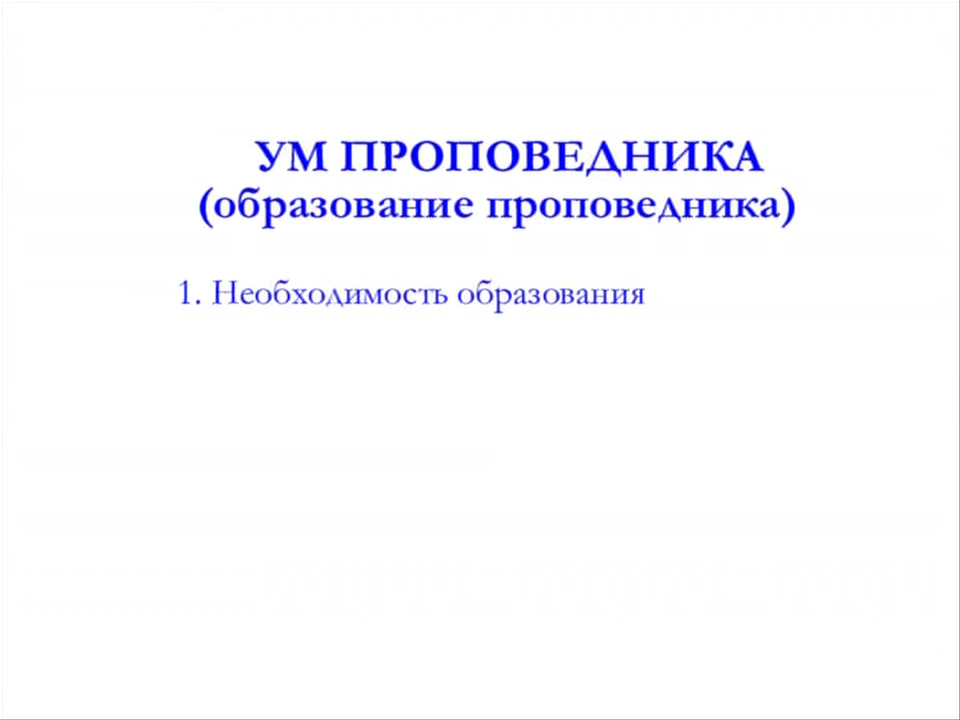 УМ ПРОПОВЕДНИКА
(образование проповедника)
1. Необходимость образования